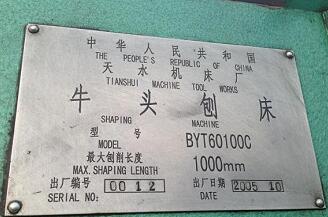 中华人民共和国
THE PEOPLE'S REPUBLIC OF CHINA
天水机床厂
TIANSHUI MACHINE TOOL WORKS
牛头刨床
SHAPING MACHINE
型号 BYT60100C
MODEL
最大刨削长度 1000mm
MAX. SHAPING LENGTH
出厂编号 0012 出厂日期 2005 10
SERIAL NO: DATE